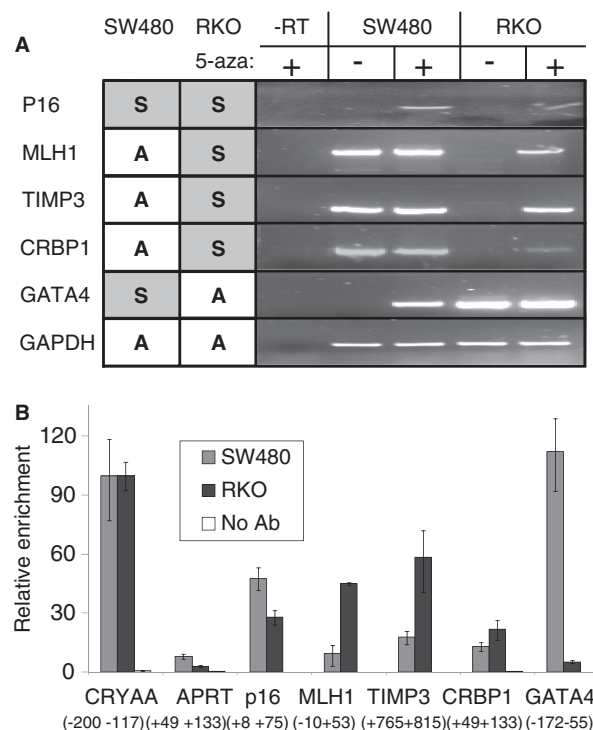 A
SW480 RKO -RT SW480 RKO
5-aza: + - + - +
P16 S S
MLH1 A S
TIMP3 A S
CRBP1 A S
GATA4 S A
GAPDH A A
B
Relative enrichment
120
90
60
30
0
SW480
RKO
No Ab
CRYAA APRT p16 MLH1 TIMP3 CRBP1 GATA4
(-200 -117) (+49 +133) (+8 +75) (-10+53) (+765+815) (+49+133) (-172-55)